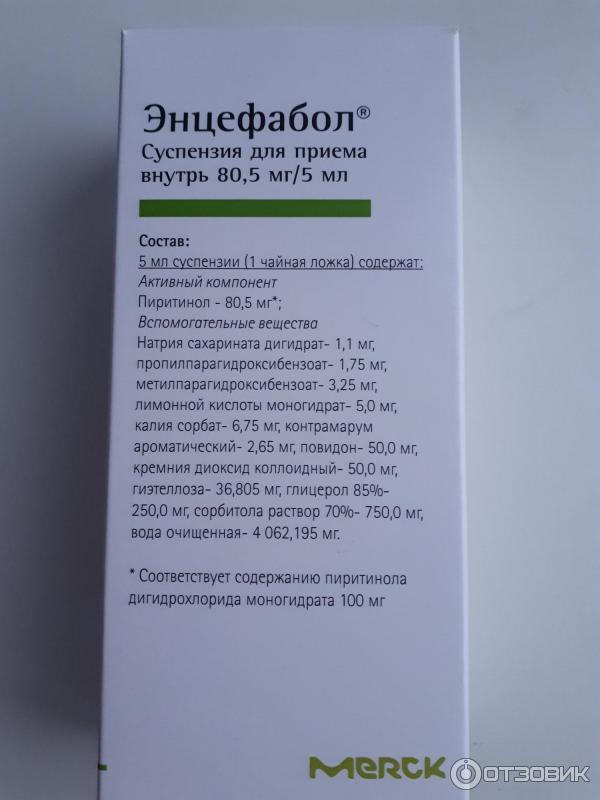 Энцефабол®
Суспензия для приема
внутрь 80,5 мг/5 мл
Состав:
5 мл суспензии (1 чайная ложка) содержат:
Активный компонент
Пиритинол - 80,5 мг*;
Вспомогательные вещества
Натрия сахарината дигидрат- 1,1 мг,
пропилпарагидроксибензоат- 1,75 мг,
метилпарагидроксибензоат- 3,25 мг,
лимонной кислоты моногидрат- 5,0 мг,
калия сорбат- 6,75 мг, контрамарум
ароматический- 2,65 мг, повидон- 50,0 мг,
кремния диоксид коллоидный- 50,0 мг,
гиэтеллоза- 36,805 мг, глицерол 85%-
250,0 мг, сорбитола раствор 70%- 750,0 мг,
вода очищенная- 4 062,195 мг.
* Соответствует содержанию пиритинола
дигидрохлорида моногидрата 100 мг
MERCK
ОТЗОВИК